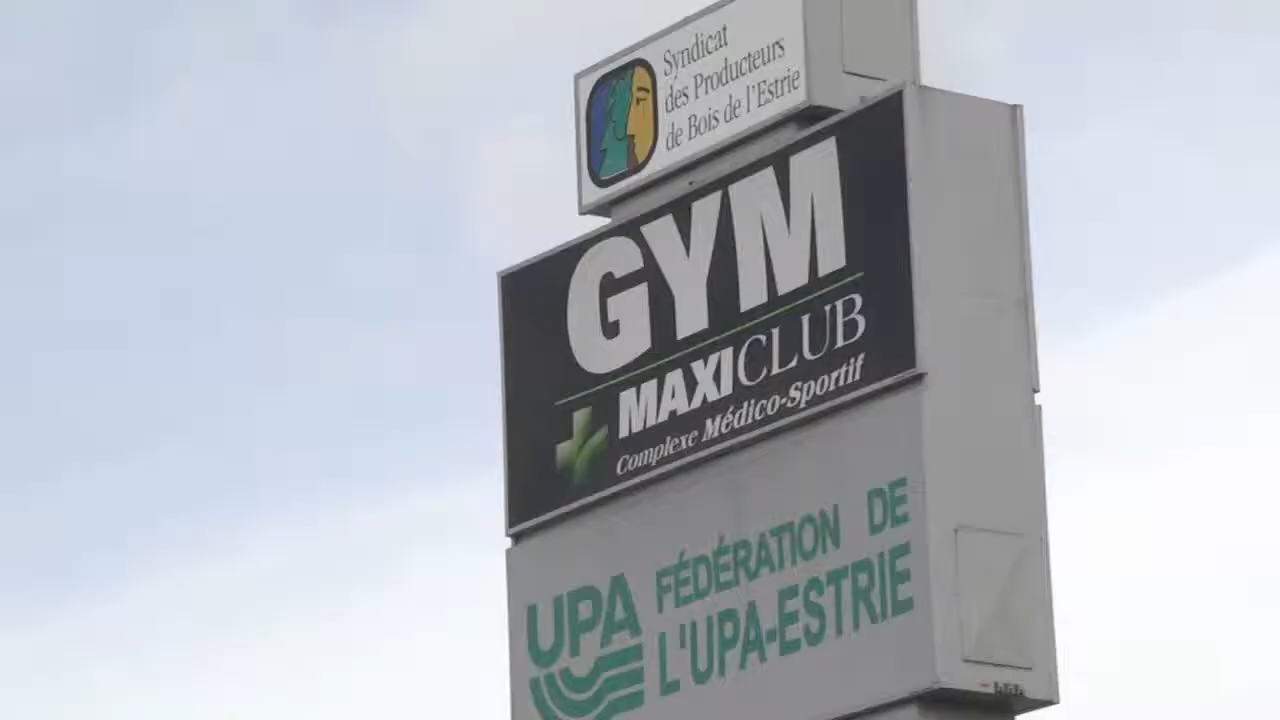 Syndicat
des Producteurs
de Bois de l'Estrie
GYM
MAXICLUB
Complexe Médico-Sportif
UPA
FÉDÉRATION DE
L'UPA-ESTRIE